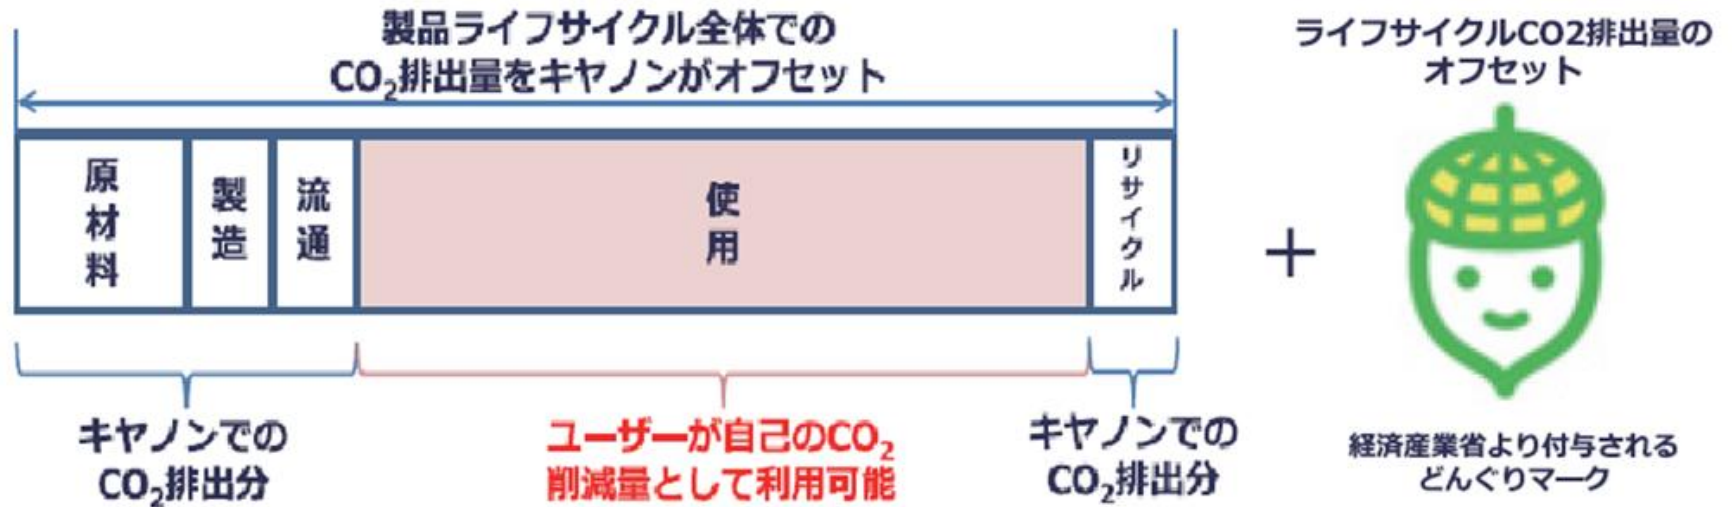 製品ライフサイクル全体での
CO₂排出量をキヤノンがオフセット
原材料
製造
流通
使用
リサイクル
キヤノンでの
CO₂排出分
ユーザーが自己のCO₂
削減量として利用可能
キヤノンでの
CO₂排出分
+
ライフサイクルCO2排出量の
オフセット
経済産業省より付与される
どんぐりマーク